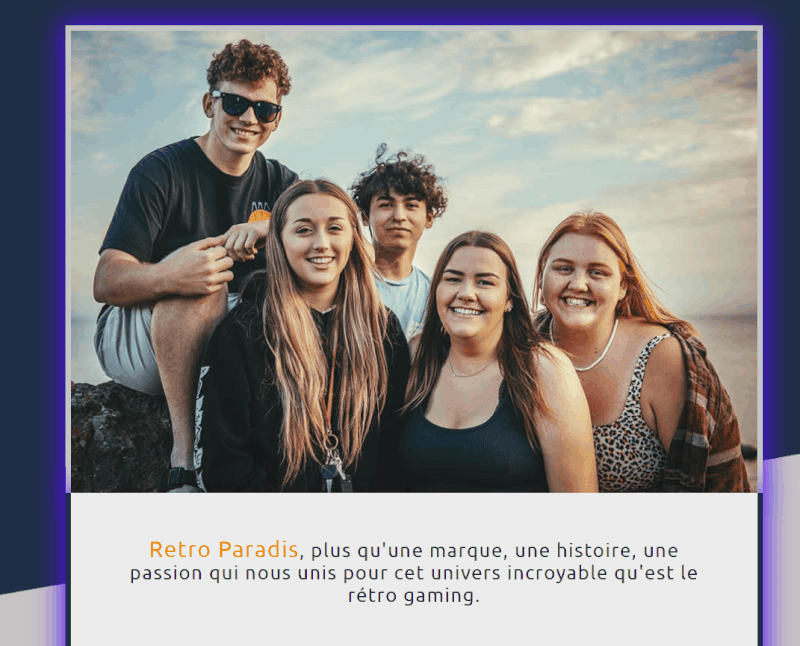 Retro Paradis, plus qu'une marque, une histoire, une
passion qui nous unis pour cet univers incroyable qu'est le
rétro gaming.